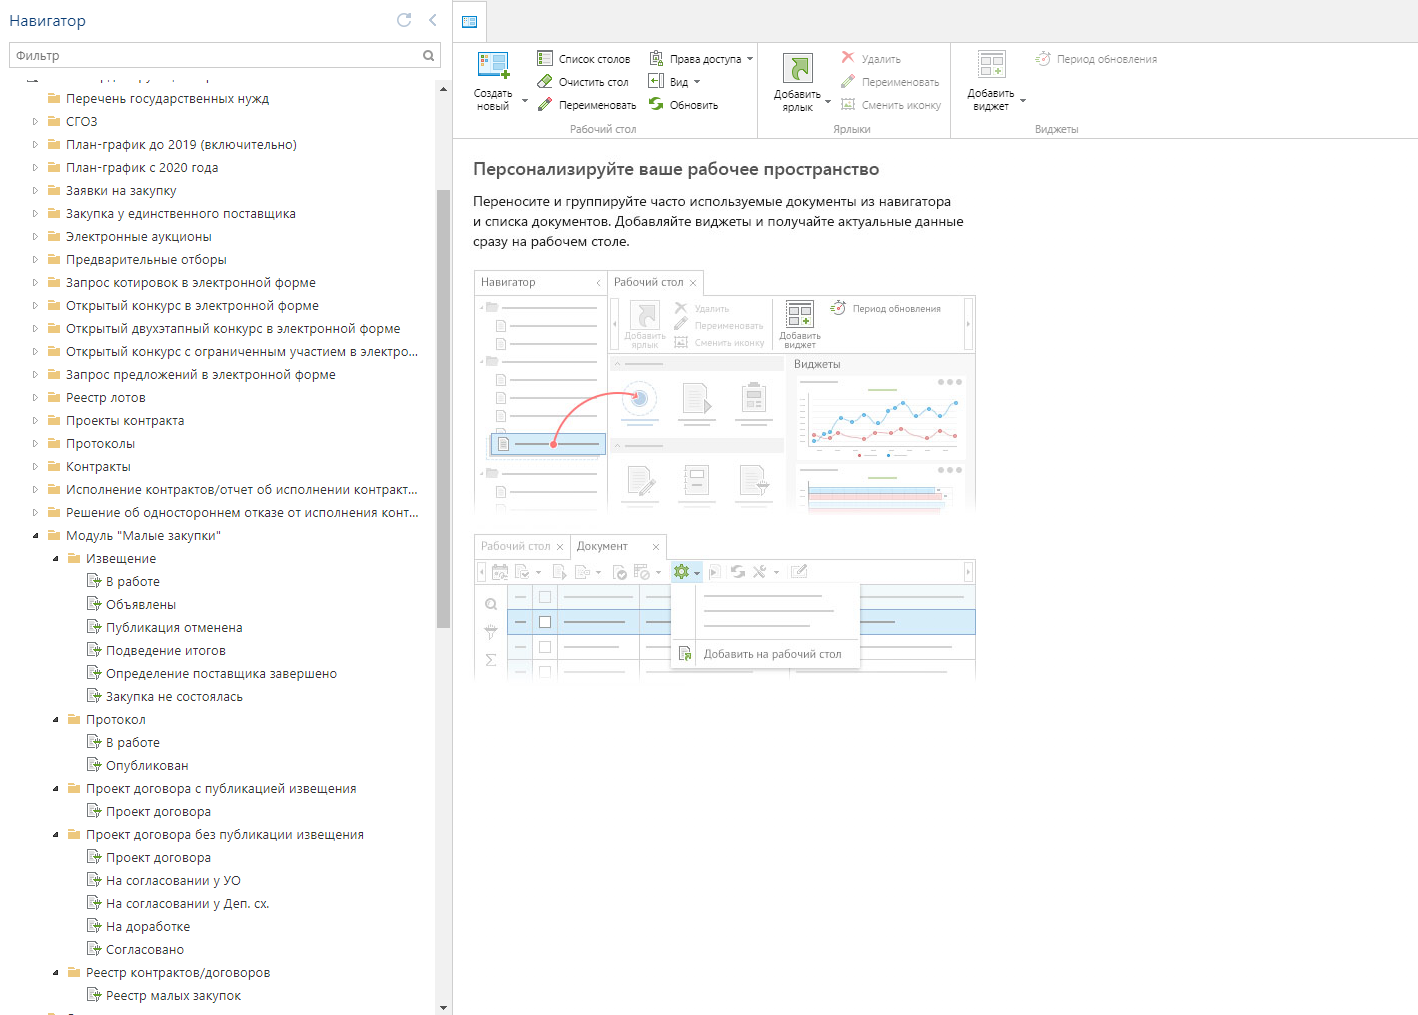 Навигатор
Фильтр
Перечень государственных нужд
СГОЗ
План-график до 2019 (включительно)
План-график с 2020 года
Заявки на закупку
Закупка у единственного поставщика
Электронные аукционы
Предварительные отборы
Запрос котировок в электронной форме
Открытый конкурс в электронной форме
Открытый двухэтапный конкурс в электронной форме
Открытый конкурс с ограниченным участием в электро...
Запрос предложений в электронной форме
Реестр лотов
Проекты контракта
Протоколы
Контракты
Исполнение контрактов/отчет об исполнении контракт...
Решение об одностороннем отказе от исполнения конт...
Модуль "Малые закупки"
Извещение
В работе
Объявлены
Публикация отменена
Подведение итогов
Определение поставщика завершено
Закупка не состоялась
Протокол
В работе
Опубликован
Проект договора с публикацией извещения
Проект договора
Проект договора без публикации извещения
Проект договора
На согласовании у УО
На согласовании у Деп. сх.
На доработке
Согласовано
Реестр контрактов/договоров
Реестр малых закупок
Создать новый
Список столов
Очистить стол
Переименовать
Права доступа
Вид
Обновить
Рабочий стол
Добавить ярлык
Удалить
Переименовать
Сменить иконку
Ярлыки
Добавить виджет
Период обновления
Виджеты
Персонализируйте ваше рабочее пространство
Переносите и группируйте часто используемые документы из навигатора
и списка документов. Добавляйте виджеты и получайте актуальные данные
сразу на рабочем столе.
Навигатор
Рабочий стол
Добавить ярлык
Удалить
Переименовать
Сменить иконку
Добавить виджет
Период обновления
Виджеты
Рабочий стол
Документ
Добавить на рабочий стол